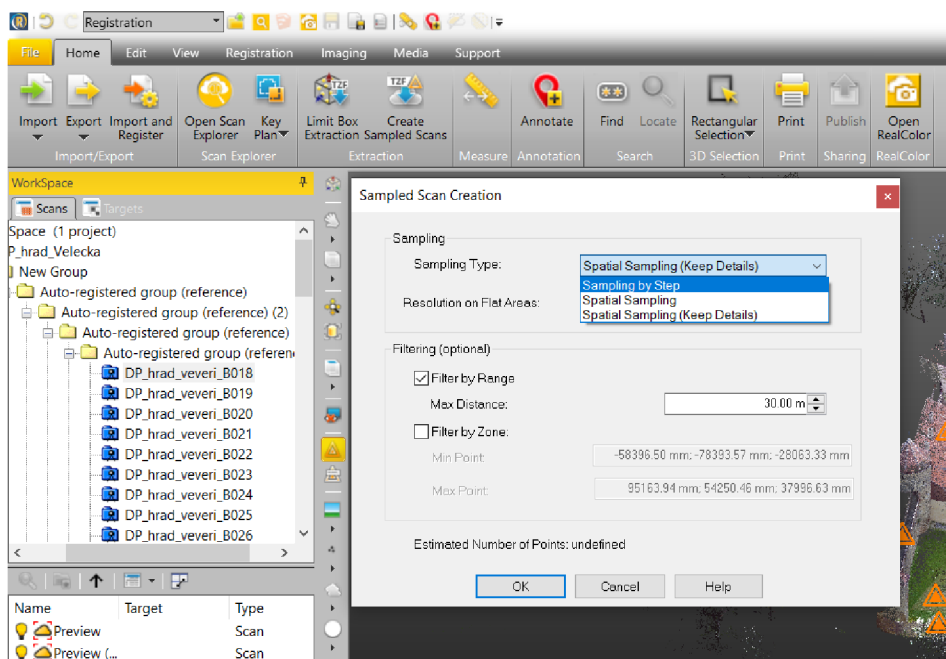 Registration
File Home Edit View Registration Imaging Media Support
Import Export Import and Register Open Scan Explorer Key Plan Limit Box Extraction Create Sampled Scans Annotate Find Locate Rectangular Selection Print Publish Open RealColor
Import/Export Scan Explorer Extraction Measure Annotation Search 3D Selection Print Sharing RealColor
WorkSpace
Scans Targets
Space (1 project)
P_hrad_Velecka
New Group
Auto-registered group (reference)
Auto-registered group (reference) (2)
Auto-registered group (reference)
Auto-registered group (referen
DP_hrad_veveri_B018
DP_hrad_veveri_B019
DP_hrad_veveri_B020
DP_hrad_veveri_B021
DP_hrad_veveri_B022
DP_hrad_veveri_B023
DP_hrad_veveri_B024
DP_hrad_veveri_B025
DP_hrad_veveri_B026
Name Target Type
Preview Scan
Preview (... Scan
Sampled Scan Creation
Sampling
Sampling Type: Spatial Sampling (Keep Details)
Sampling by Step
Resolution on Flat Areas: Spatial Sampling
Spatial Sampling (Keep Details)
Filtering (optional)
Filter by Range
Max Distance: 30.00 m
Filter by Zone:
Min Point: -58396.50 mm; -78393.57 mm; -28063.33 mm
Max Point: 95163.94 mm; 54250.46 mm; 37996.63 mm
Estimated Number of Points: undefined
OK Cancel Help